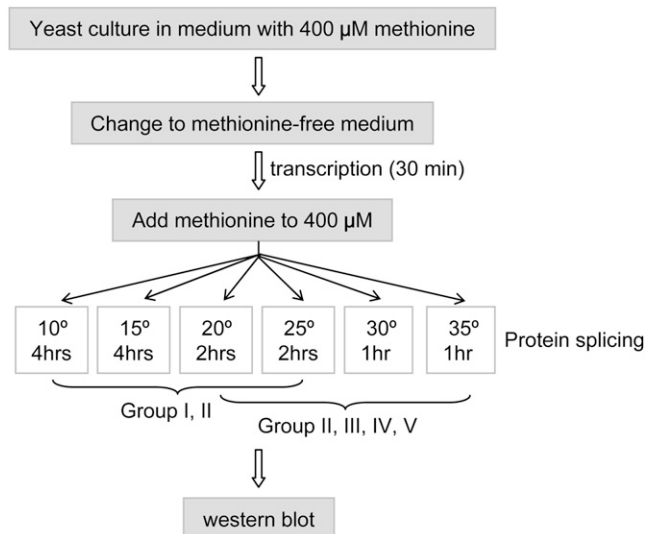 Yeast culture in medium with 400 µM methionine
Change to methionine-free medium
transcription (30 min)
Add methionine to 400 µM
10º 15º 20º 25º 30º 35º
4hrs 4hrs 2hrs 2hrs 1hr 1hr
Protein splicing
Group I, II
Group II, III, IV, V
western blot